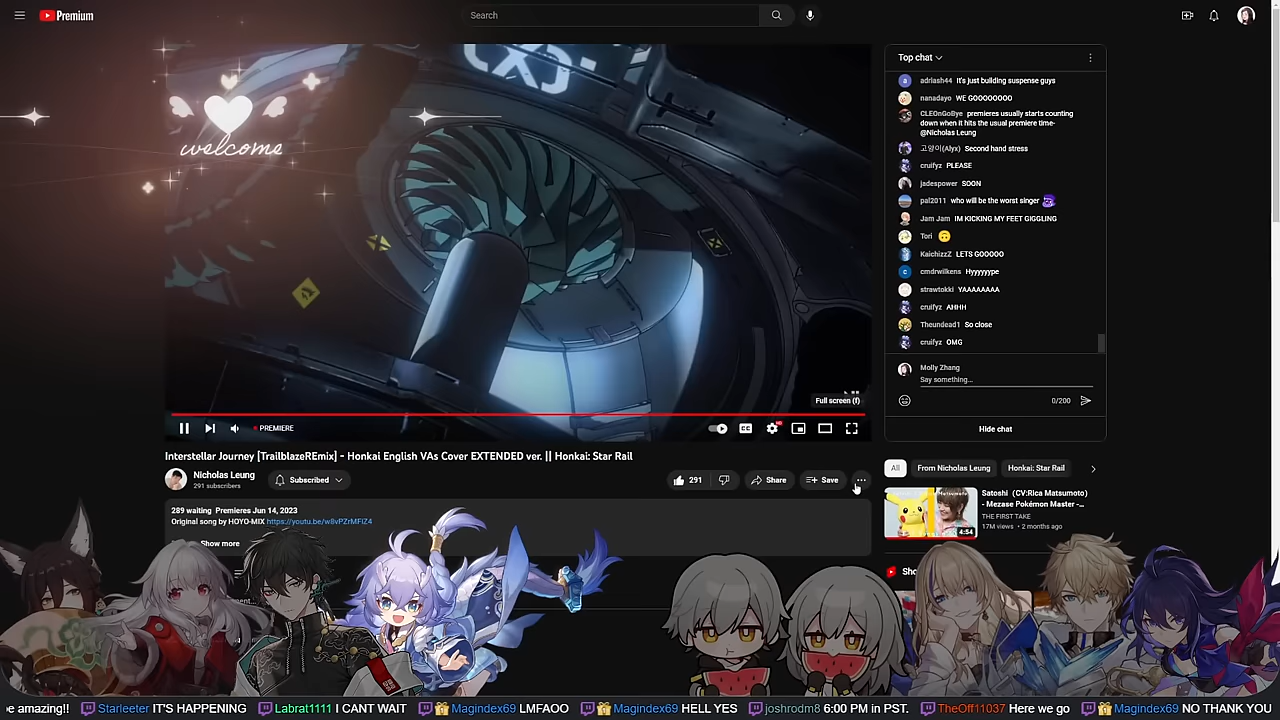 Premium
Search
welcome
Full screen (f)
PREMIERE
CC
Interstellar Journey [TrailblazeREmix] - Honkai English VAs Cover EXTENDED ver. || Honkai: Star Rail
Nicholas Leung
291 subscribers
Subscribed
291
Share
Save
289 waiting Premieres Jun 14, 2023
Original song by HOYO-MIX https://youtu.be/w8vPZrMFIZ4
Show more
Top chat
adrlash44 It's just building suspense guys
nanadayo WE GOOOOOOOO
CLEOnGoBye premieres usually starts counting
down when it hits the usual premiere time-
@Nicholas Leung
고양이(Alyx) Second hand stress
cruifyz PLEASE
jadespower SOON
pal2011 who will be the worst singer
Jam Jam IM KICKING MY FEET GIGGLING
Tori
KaichizzZ LETS GOOOOO
cmdrwilkens Hyyyyype
strawtokki YAAAAAAAA
cruifyz AHHH
Theundead1 So close
cruifyz OMG
Molly Zhang
Say something...
0/200
Hide chat
All
From Nicholas Leung
Honkai: Star Rail
Satoshi (CV:Rica Matsumoto)
- Mezase Pokémon Master -...
THE FIRST TAKE
17M views • 2 months ago
4:54
Sho
e amazing!! Starleeter IT'S HAPPENING Labrat1111 I CANT WAIT Magindex69 LMFAOO Magindex69 HELL YES joshrodm8 6:00 PM in PST. TheOff11037 Here we go Magindex69 NO THANK YOU